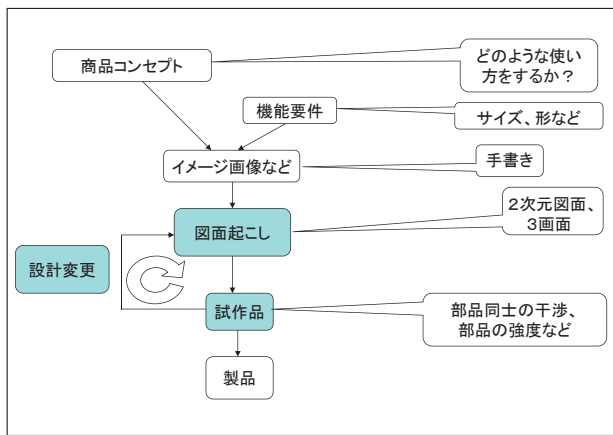 商品コンセプト
どのような使い
方をするか？
機能要件
サイズ、形など
イメージ画像など
手書き
図面起こし
２次元図面、
３画面
設計変更
試作品
部品同士の干渉、
部品の強度など
製品